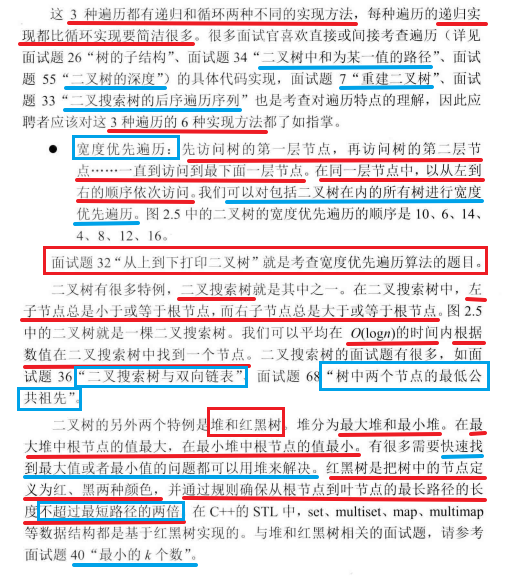 这 3 种遍历都有递归和循环两种不同的实现方法，每种遍历的递归实
现都比循环实现要简洁很多。很多面试官喜欢直接或间接考查遍历（详见
面试题 26“树的子结构”、面试题 34“二叉树中和为某一值的路径”、面试
题 55“二叉树的深度”）的具体代码实现，面试题 7“重建二叉树”、面试
题 33“二叉搜索树的后序遍历序列”也是考查对遍历特点的理解，因此应
聘者应该对这 3 种遍历的 6 种实现方法都了如指掌。
● 宽度优先遍历：先访问树的第一层节点，再访问树的第二层节
点……一直到访问到最下面一层节点。在同一层节点中，以从左到
右的顺序依次访问。我们可以对包括二叉树在内的所有树进行宽度
优先遍历。图 2.5 中的二叉树的宽度优先遍历的顺序是 10、6、14、
4、8、12、16。
面试题 32“从上到下打印二叉树”就是考查宽度优先遍历算法的题目。
二叉树有很多特例，二叉搜索树就是其中之一。在二叉搜索树中，左
子节点总是小于或等于根节点，而右子节点总是大于或等于根节点。图 2.5
中的二叉树就是一棵二叉搜索树。我们可以平均在 O(logn)的时间内根据
数值在二叉搜索树中找到一个节点。二叉搜索树的面试题有很多，如面
试题 36“二叉搜索树与双向链表”、面试题 68“树中两个节点的最低公
共祖先”。
二叉树的另外两个特例是堆和红黑树。堆分为最大堆和最小堆。在最
大堆中根节点的值最大，在最小堆中根节点的值最小。有很多需要快速找
到最大值或者最小值的问题都可以用堆来解决。红黑树是把树中的节点定
义为红、黑两种颜色，并通过规则确保从根节点到叶节点的最长路径的长
度不超过最短路径的两倍。在 C++的 STL 中，set、multiset、map、multimap
等数据结构都是基于红黑树实现的。与堆和红黑树相关的面试题，请参考
面试题 40“最小的 k 个数”。